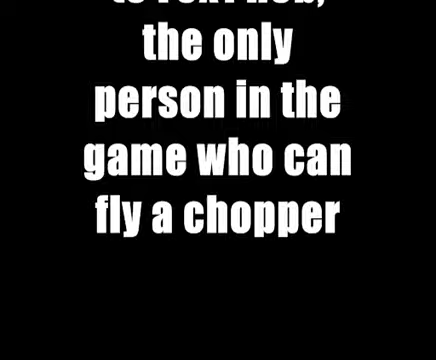 the only
person in the
game who can
fly a chopper